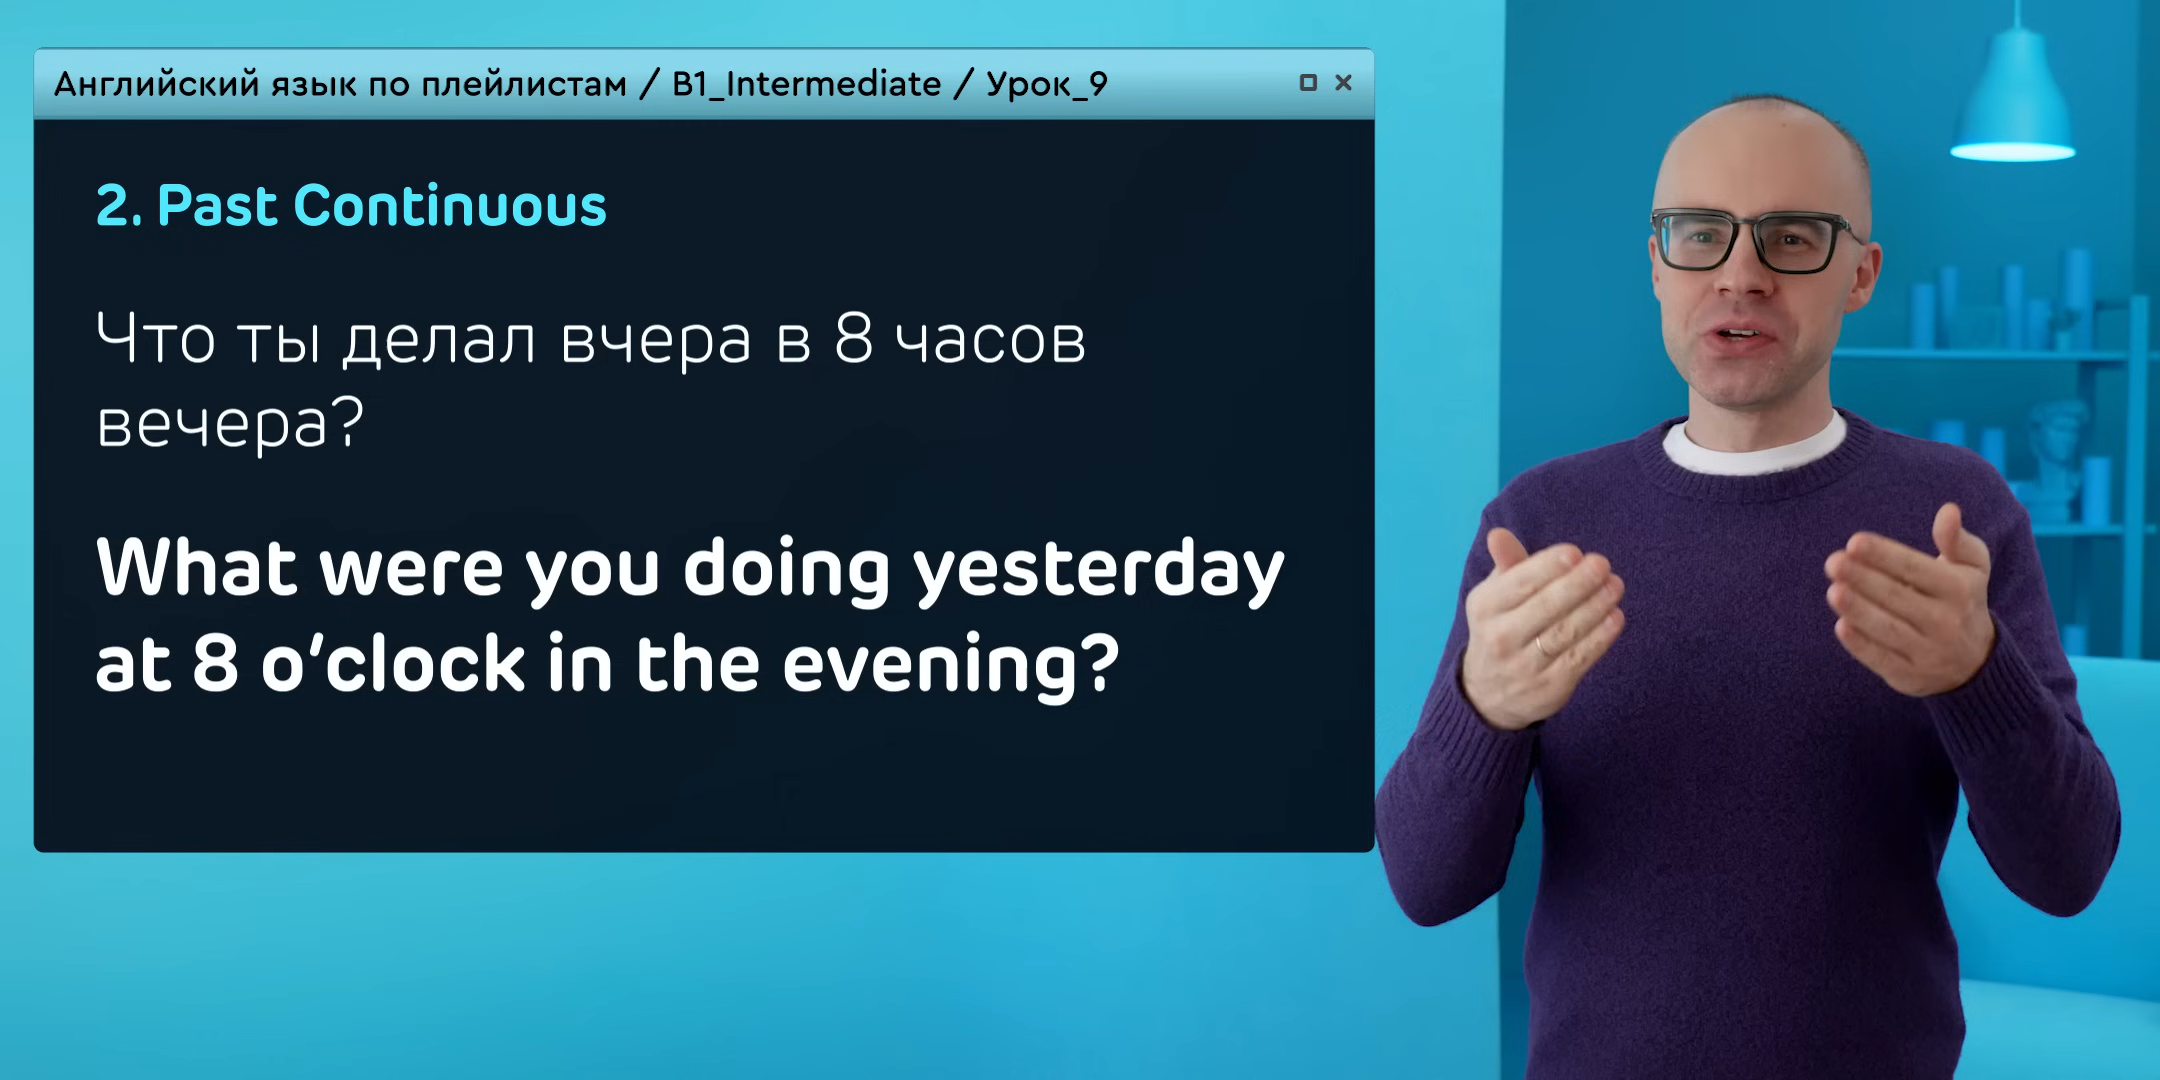 Английский язык по плейлистам / B1_Intermediate / Урок_9
2. Past Continuous
Что ты делал вчера в 8 часов
вечера?
What were you doing yesterday
at 8 o’clock in the evening?